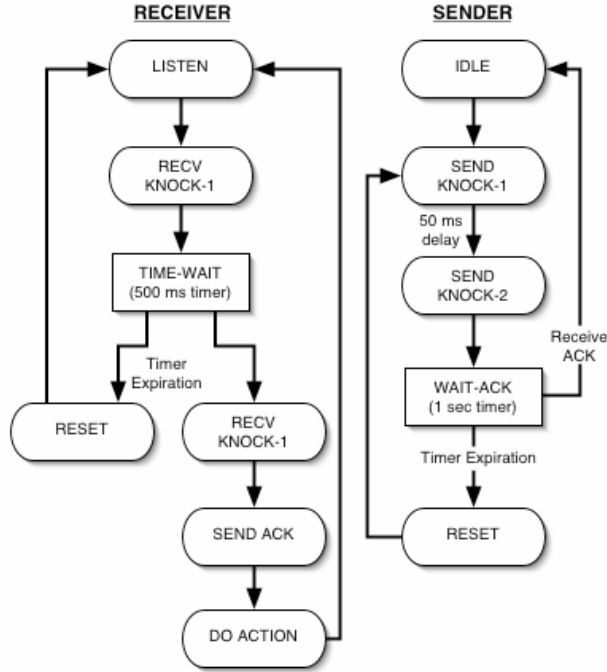 RECEIVER
LISTEN
RECV
KNOCK-1
TIME-WAIT
(500 ms timer)
Timer
Expiration
RESET
RECV
KNOCK-1
SEND ACK
DO ACTION
SENDER
IDLE
SEND
KNOCK-1
50 ms
delay
SEND
KNOCK-2
Receive
ACK
WAIT-ACK
(1 sec timer)
Timer Expiration
RESET